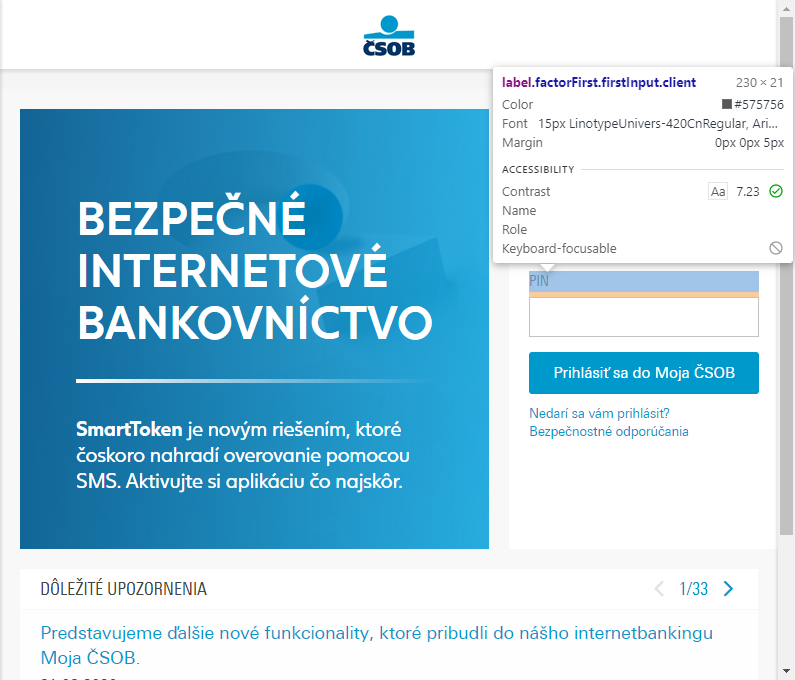 ČSOB
label.factorFirst.firstInput.client 230 × 21
Color #575756
Font 15px LinotypeUnivers-420CnRegular, Ari...
Margin 0px 0px 5px
ACCESSIBILITY
Contrast Aa 7.23
Name
Role
Keyboard-focusable
PIN
Prihlásiť sa do Moja ČSOB
Nedarí sa vám prihlásiť?
Bezpečnostné odporúčania
BEZPEČNÉ
INTERNETOVÉ
BANKOVNÍCTVO
SmartToken je novým riešením, ktoré
čoskoro nahradí overovanie pomocou
SMS. Aktivujte si aplikáciu čo najskôr.
DÔLEŽITÉ UPOZORNENIA 1/33
Predstavujeme ďalšie nové funkcionality, ktoré pribudli do nášho internetbankingu
Moja ČSOB.